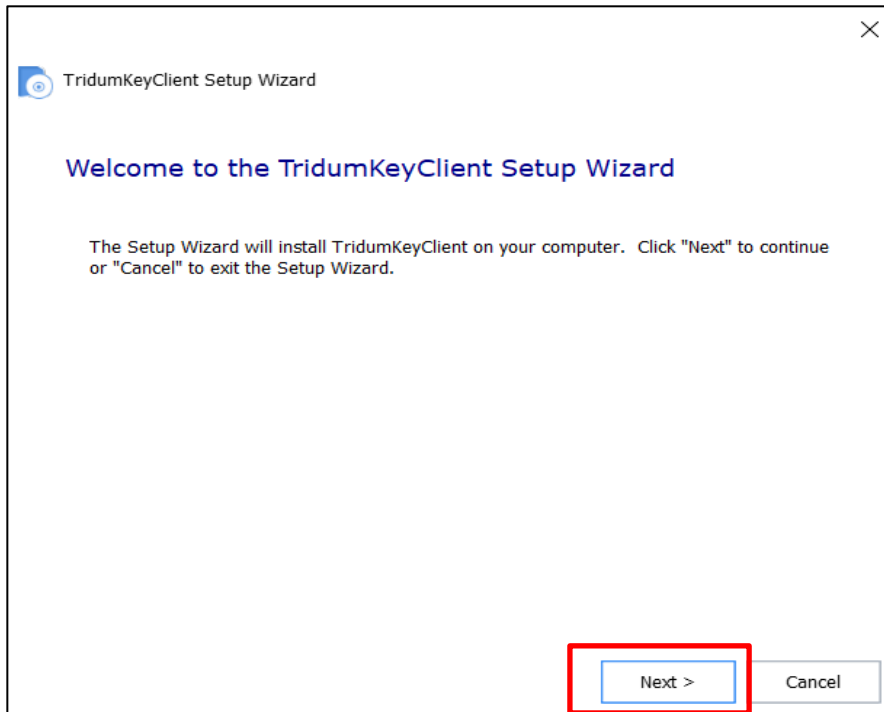 TridumKeyClient Setup Wizard
Welcome to the TridumKeyClient Setup Wizard
The Setup Wizard will install TridumKeyClient on your computer.  Click "Next" to continue
or "Cancel" to exit the Setup Wizard.
Next >
Cancel